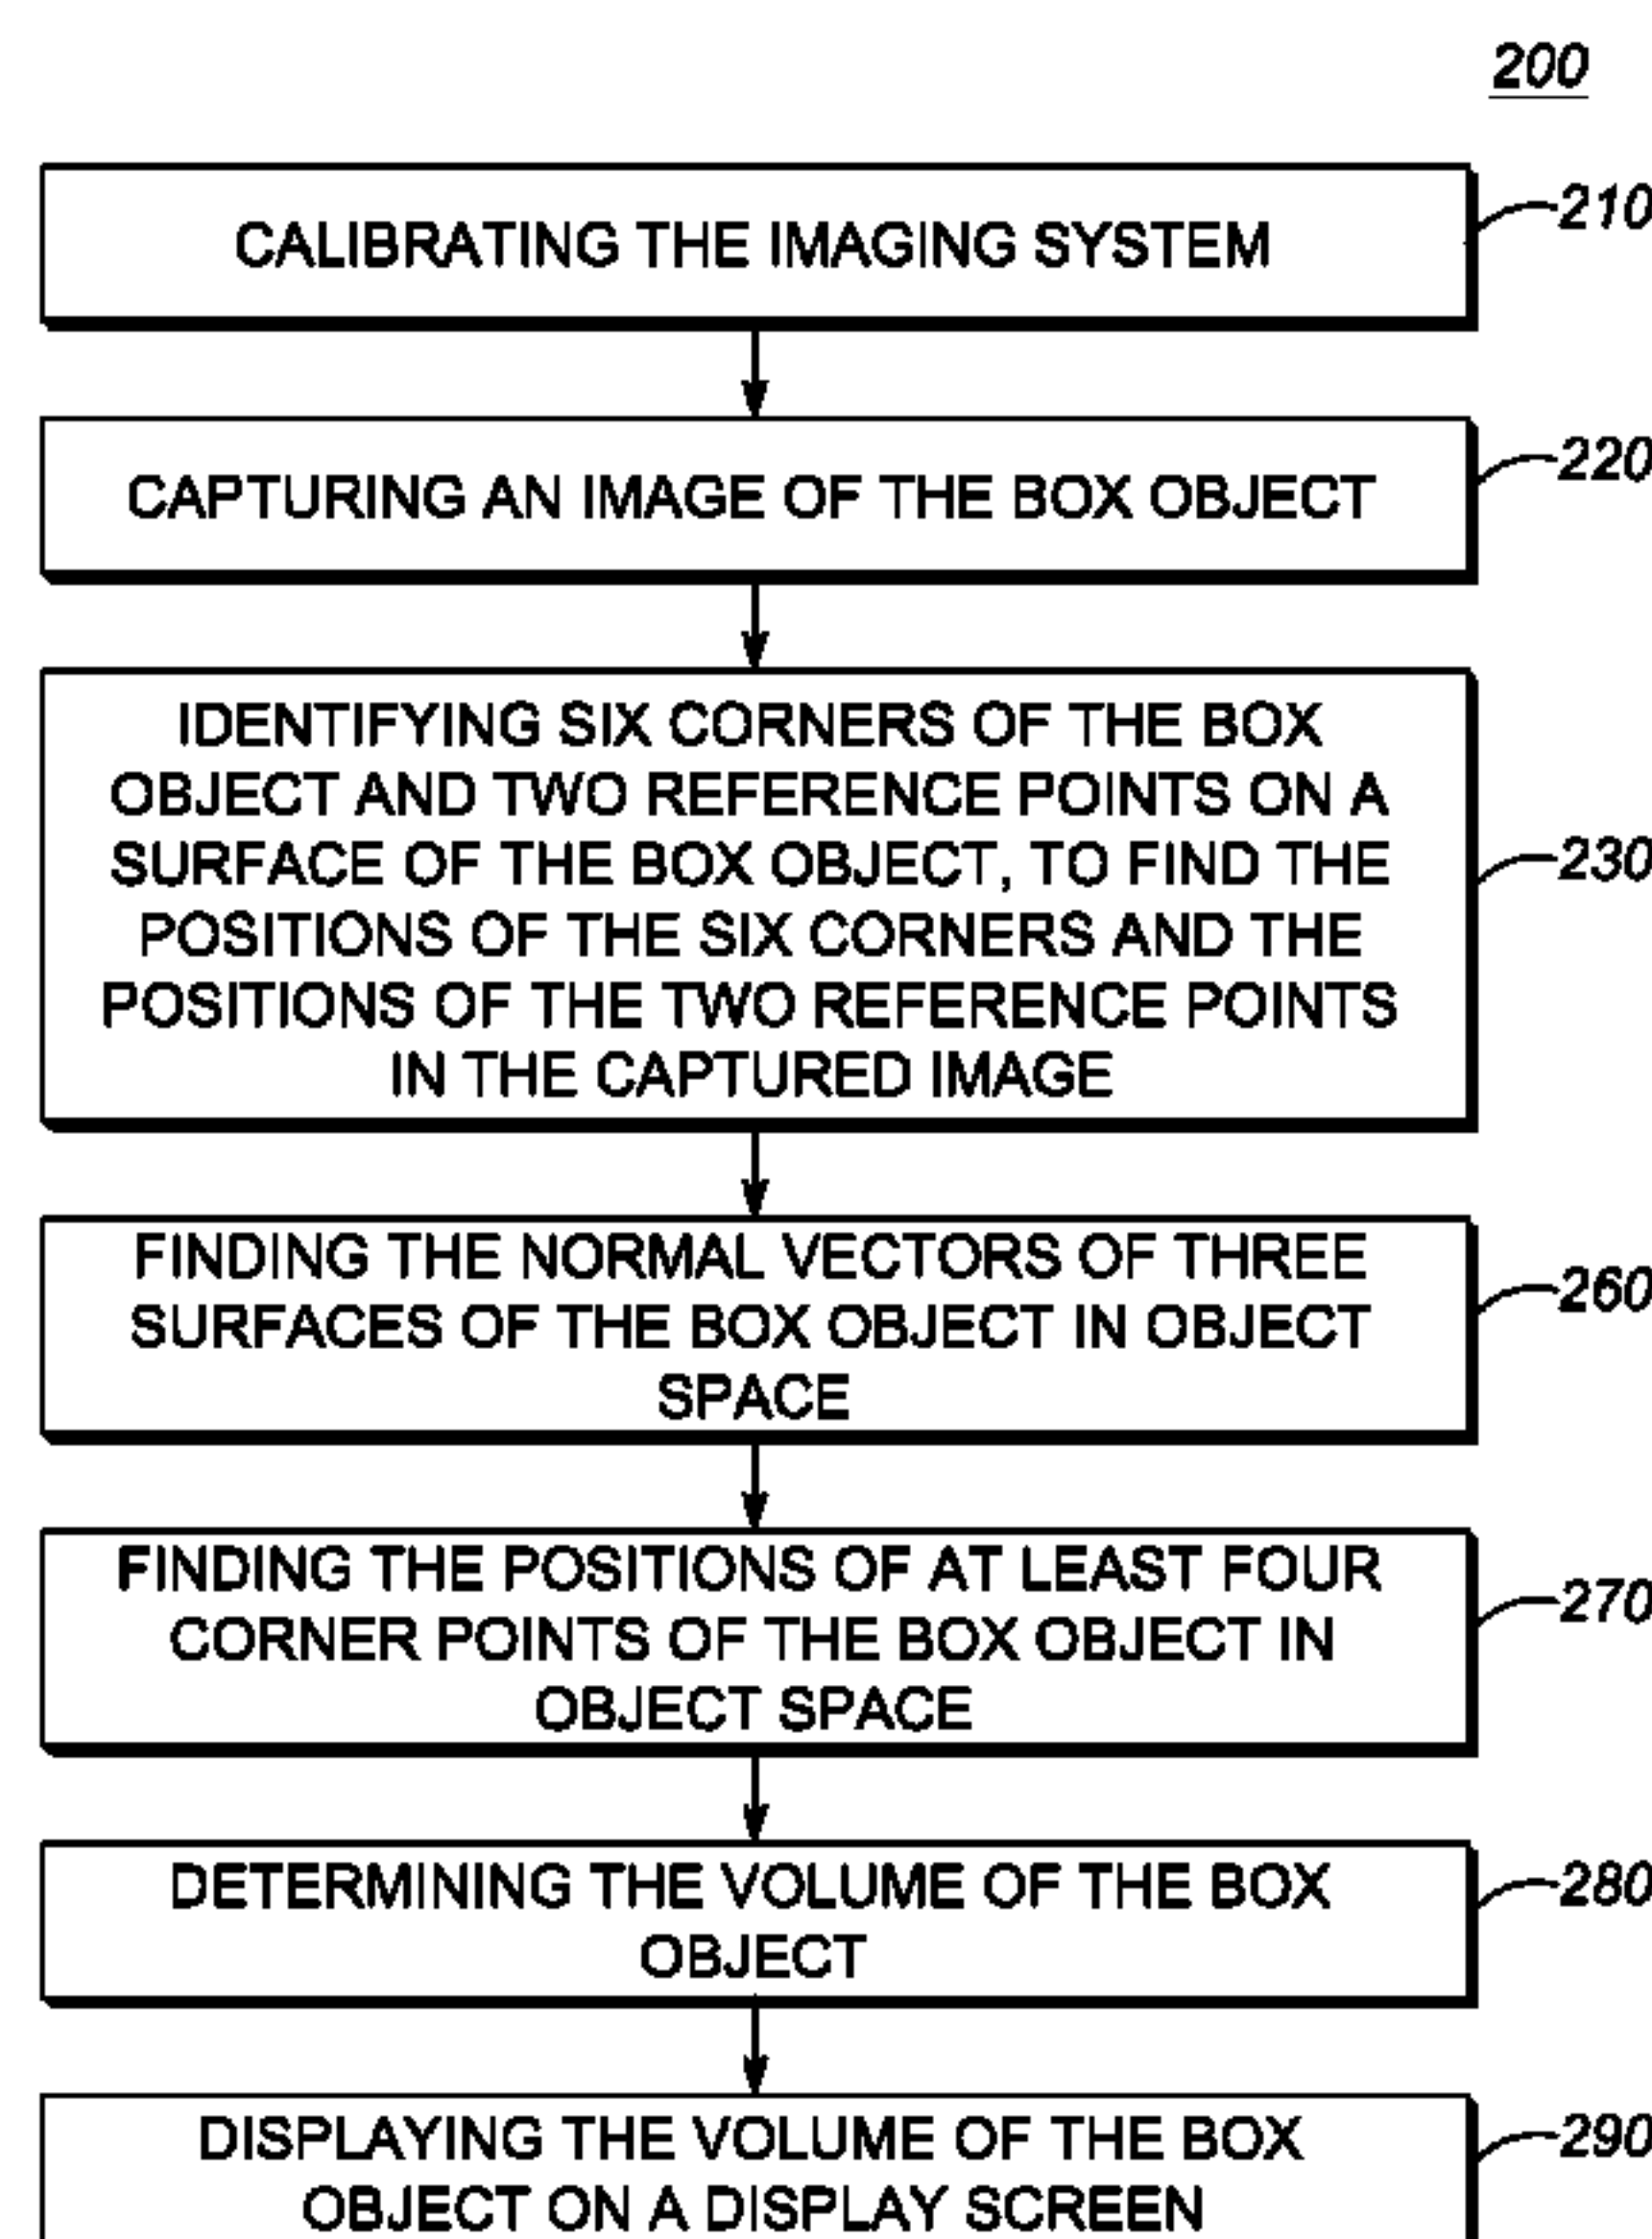 200
CALIBRATING THE IMAGING SYSTEM
210
CAPTURING AN IMAGE OF THE BOX OBJECT
220
IDENTIFYING SIX CORNERS OF THE BOX
OBJECT AND TWO REFERENCE POINTS ON A
SURFACE OF THE BOX OBJECT, TO FIND THE
POSITIONS OF THE SIX CORNERS AND THE
POSITIONS OF THE TWO REFERENCE POINTS
IN THE CAPTURED IMAGE
230
FINDING THE NORMAL VECTORS OF THREE
SURFACES OF THE BOX OBJECT IN OBJECT
SPACE
260
FINDING THE POSITIONS OF AT LEAST FOUR
CORNER POINTS OF THE BOX OBJECT IN
OBJECT SPACE
270
DETERMINING THE VOLUME OF THE BOX
OBJECT
280
DISPLAYING THE VOLUME OF THE BOX
OBJECT ON A DISPLAY SCREEN
290